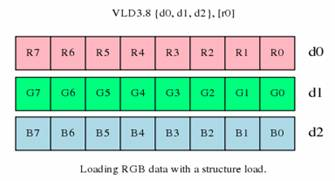 VLD3.8 {d0, d1, d2}, [r0]
R7 R6 R5 R4 R3 R2 R1 R0 d0
G7 G6 G5 G4 G3 G2 G1 G0 d1
B7 B6 B5 B4 B3 B2 B1 B0 d2
Loading RGB data with a structure load.